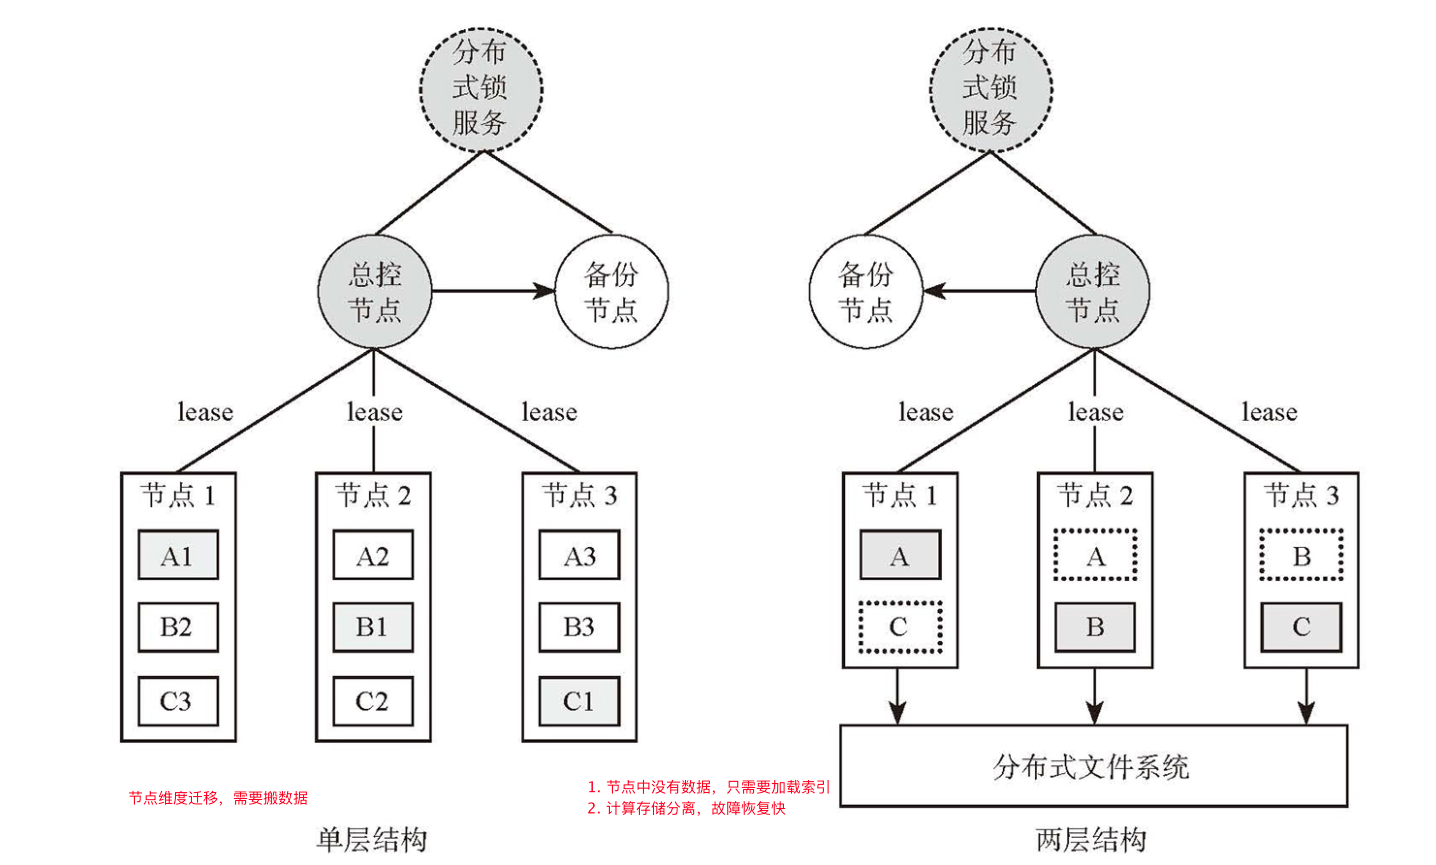 分布
式锁
服务
总控
节点
备份
节点
lease
lease
lease
节点 1
A1
B2
C3
节点 2
A2
B1
C2
节点 3
A3
B3
C1
节点维度迁移，需要搬数据
单层结构
分布
式锁
服务
备份
节点
总控
节点
lease
lease
lease
节点 1
A
C
节点 2
A
B
节点 3
B
C
分布式文件系统
1. 节点中没有数据，只需要加载索引
2. 计算存储分离，故障恢复快
两层结构